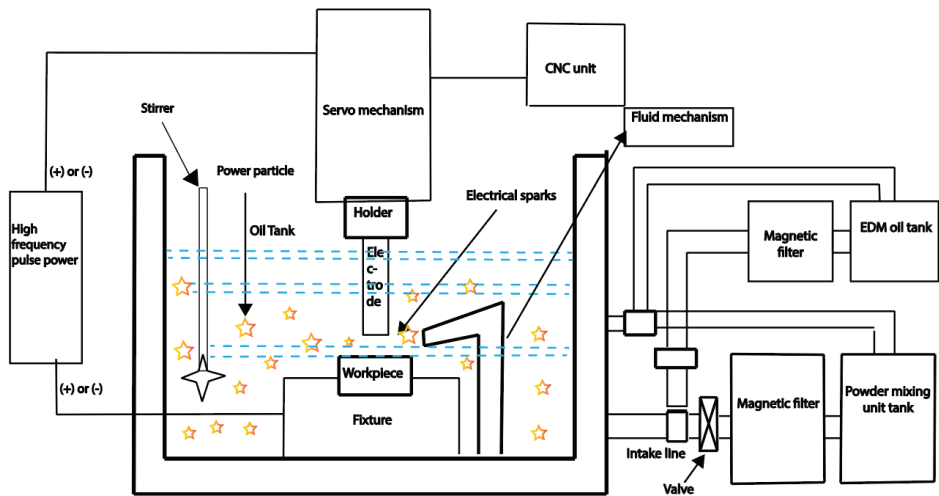 CNC unit
Servo mechanism
Fluid mechanism
Stirrer
(+) or (-)
Power particle
Electrical sparks
High
frequency
pulse power
Oil Tank
Holder
Ele
c-t
ro
de
Magnetic
filter
EDM oil tank
(+) or (-)
Workpiece
Fixture
Magnetic filter
Powder mixing
unit tank
Intake line
Valve